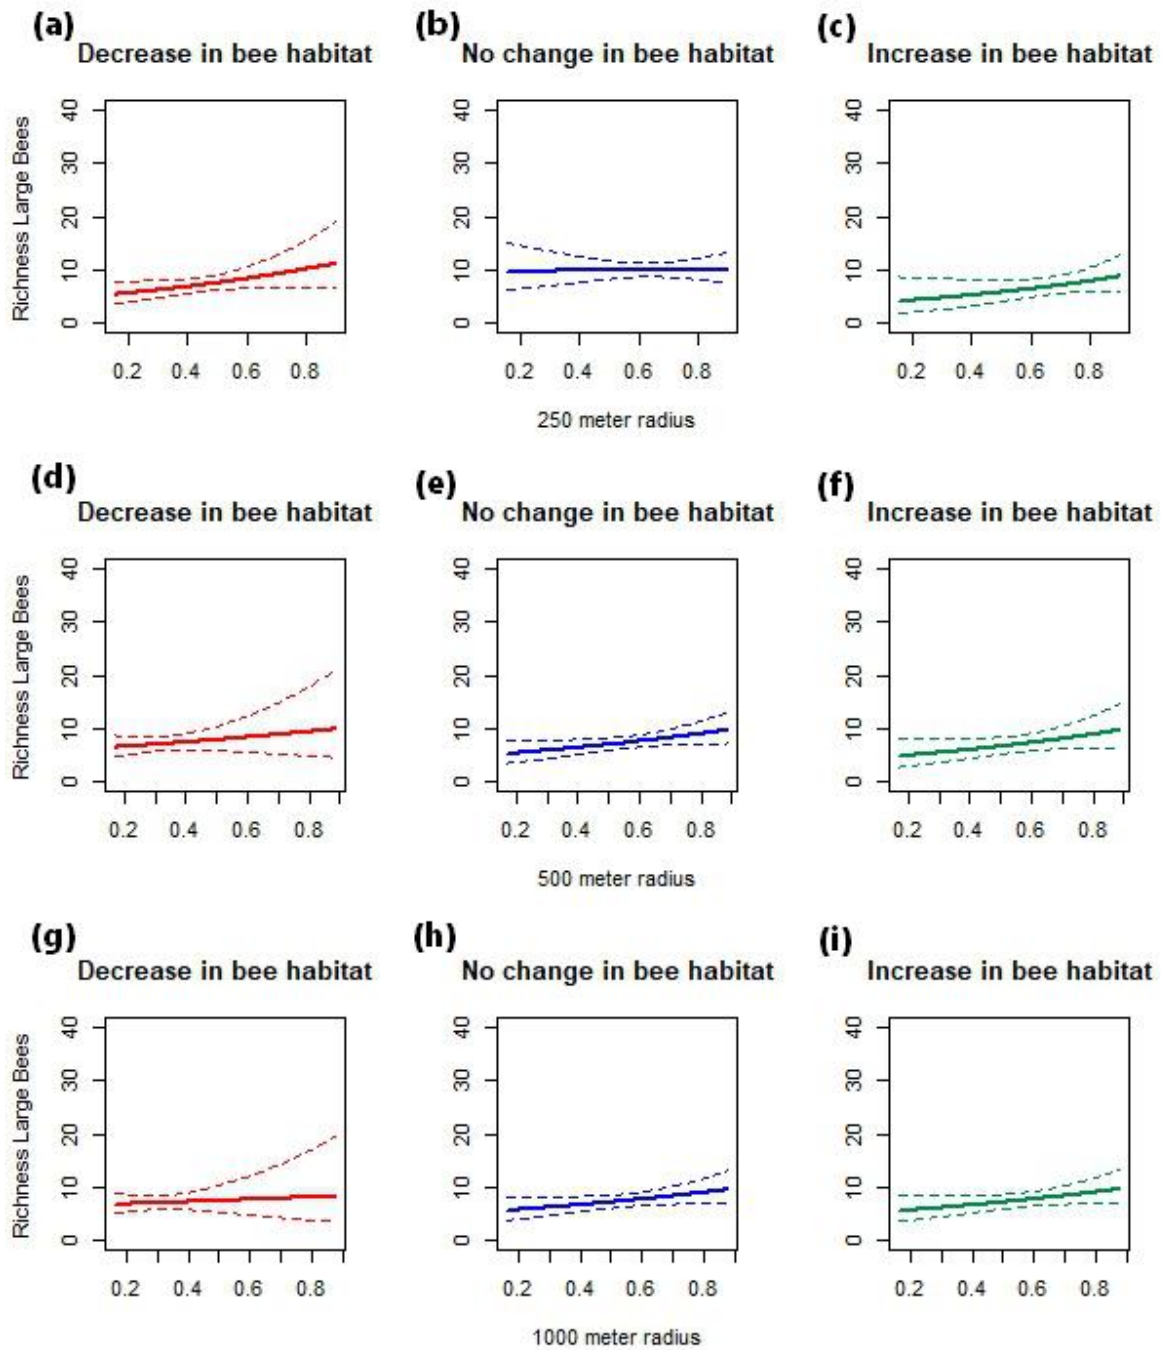 (a) (b) (c)
Decrease in bee habitat No change in bee habitat Increase in bee habitat
Richness Large Bees
40 40 40
30 30 30
20 20 20
10 10 10
0 0 0
0.2 0.4 0.6 0.8 0.2 0.4 0.6 0.8 0.2 0.4 0.6 0.8
250 meter radius
(d) (e) (f)
Decrease in bee habitat No change in bee habitat Increase in bee habitat
Richness Large Bees
40 40 40
30 30 30
20 20 20
10 10 10
0 0 0
0.2 0.4 0.6 0.8 0.2 0.4 0.6 0.8 0.2 0.4 0.6 0.8
500 meter radius
(g) (h) (i)
Decrease in bee habitat No change in bee habitat Increase in bee habitat
Richness Large Bees
40 40 40
30 30 30
20 20 20
10 10 10
0 0 0
0.2 0.4 0.6 0.8 0.2 0.4 0.6 0.8 0.2 0.4 0.6 0.8
1000 meter radius